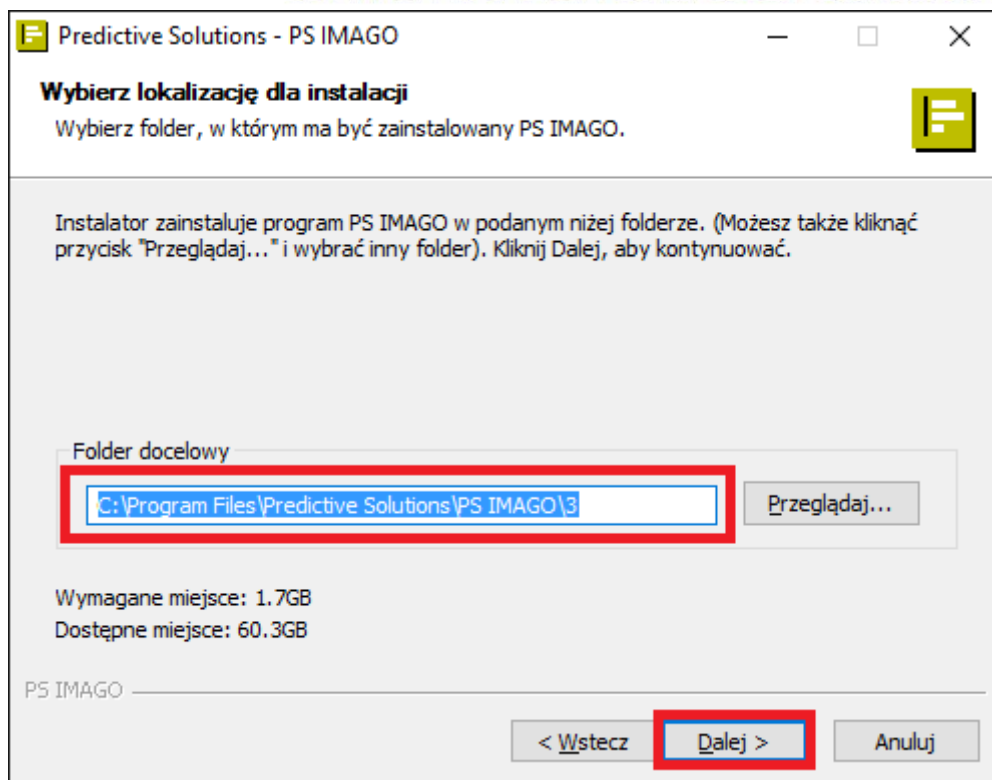 Predictive Solutions - PS IMAGO
Wybierz lokalizację dla instalacji
Wybierz folder, w którym ma być zainstalowany PS IMAGO.
Instalator zainstaluje program PS IMAGO w podanym niżej folderze. (Możesz także kliknąć
przycisk "Przeglądaj..." i wybrać inny folder). Kliknij Dalej, aby kontynuować.
Folder docelowy
C:\Program Files\Predictive Solutions\PS IMAGO\3
Przeglądaj...
Wymagane miejsce: 1.7GB
Dostępne miejsce: 60.3GB
PS IMAGO
< Wstecz
Dalej >
Anuluj